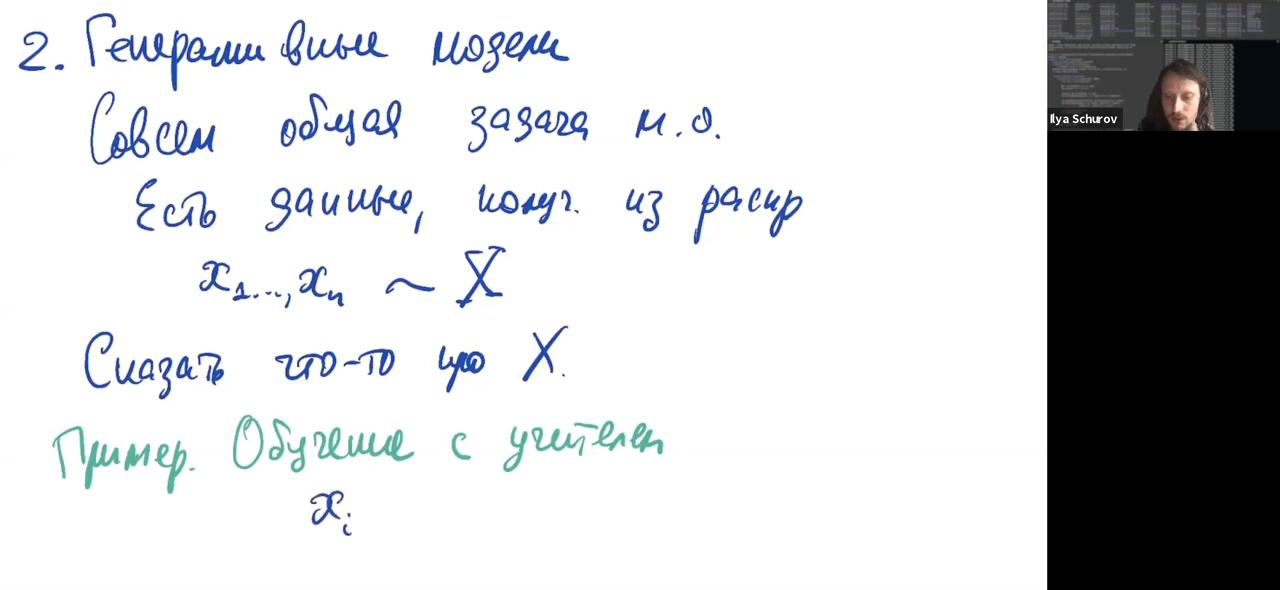 2. Генеративные модели
Совсем общая задача м.о.
Есть данные, получ. из распр
x₁...,xₙ ~ X
Сказать что-то про X.
Пример. Обучение с учителем
xᵢ
Ilya Schurov